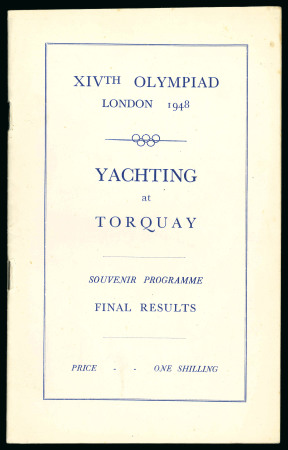 XIVTH OLYMPIAD
LONDON 1948
YACHTING
at
TORQUAY
SOUVENIR PROGRAMME
FINAL RESULTS
PRICE - - ONE SHILLING